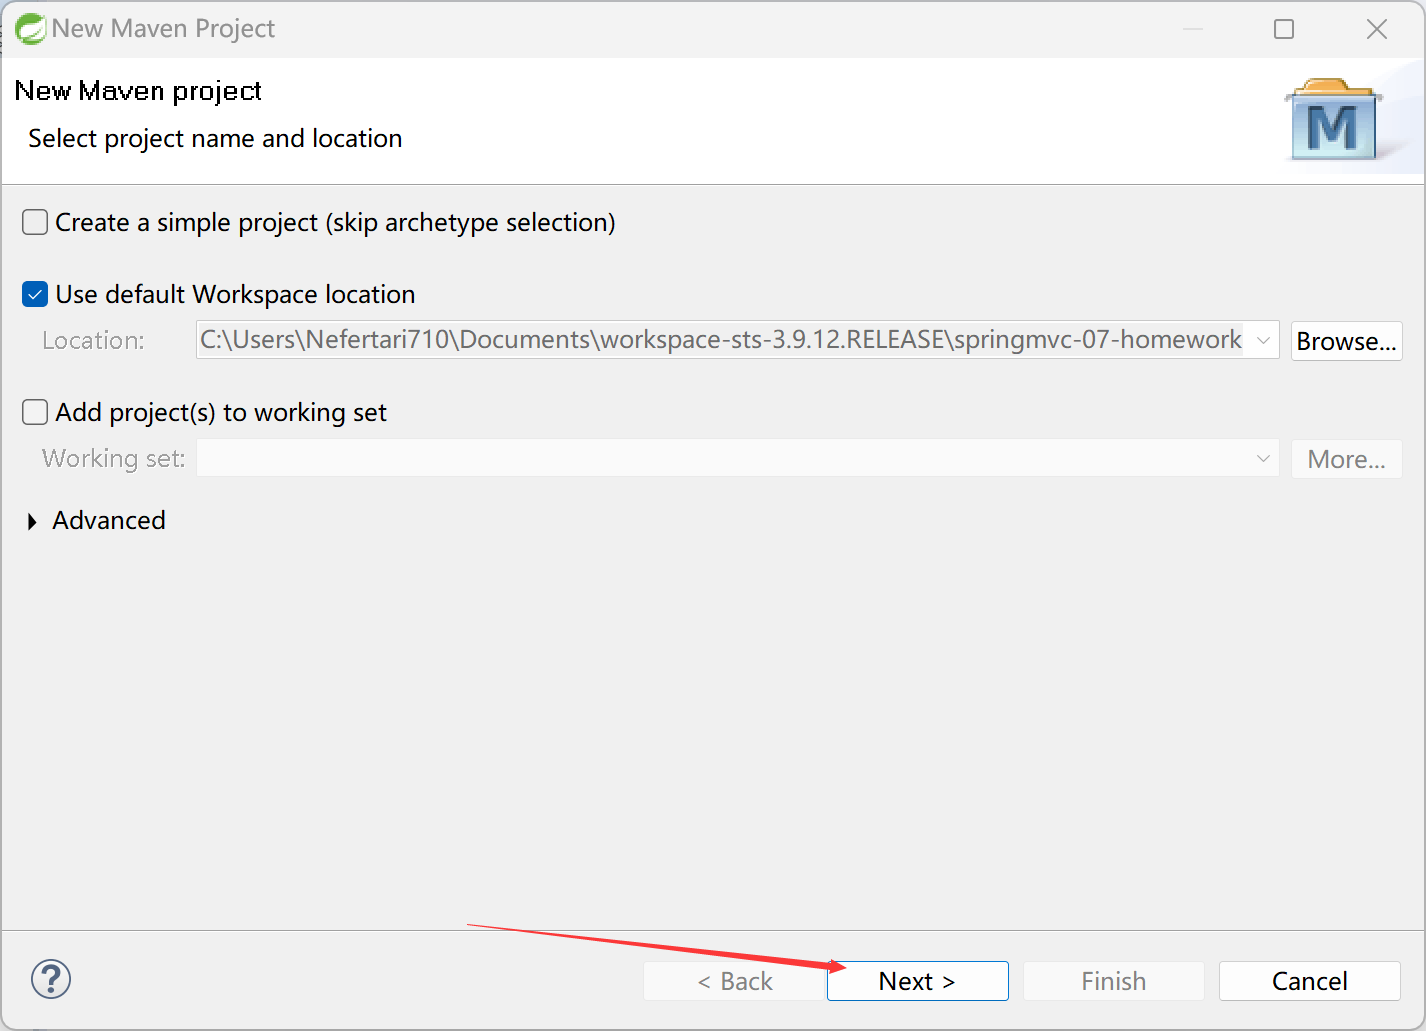 New Maven Project
New Maven project
Select project name and location
M
Create a simple project (skip archetype selection)
Use default Workspace location
Location: C:\Users\Nefertari710\Documents\workspace-sts-3.9.12.RELEASE\springmvc-07-homework Browse...
Add project(s) to working set
Working set: More...
Advanced
? < Back Next > Finish Cancel